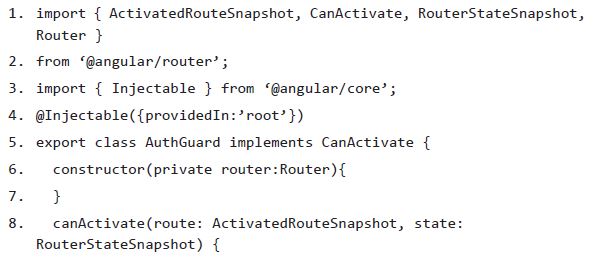 1. import { ActivatedRouteSnapshot, CanActivate, RouterStateSnapshot,
Router }
2. from ‘@angular/router’;
3. import { Injectable } from ‘@angular/core’;
4. @Injectable({providedIn:’root’})
5. export class AuthGuard implements CanActivate {
6. constructor(private router:Router){
7. }
8. canActivate(route: ActivatedRouteSnapshot, state:
RouterStateSnapshot) {